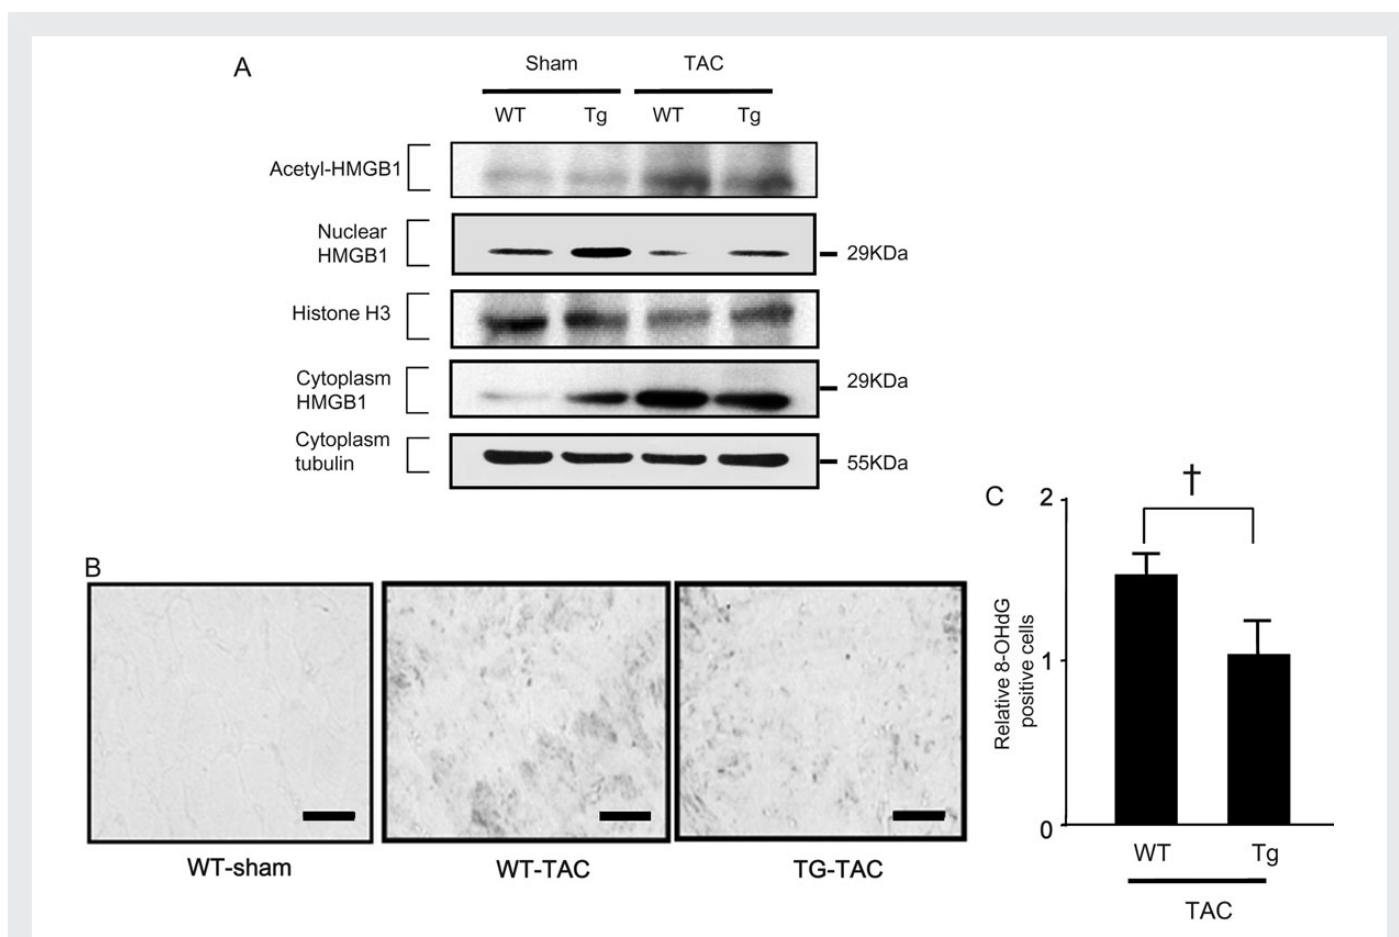 A
Sham TAC
WT Tg WT Tg
Acetyl-HMGB1
Nuclear
HMGB1
29KDa
Histone H3
Cytoplasm
HMGB1
29KDa
Cytoplasm
tubulin
55KDa
B
WT-sham WT-TAC TG-TAC
C
†
2
1
0
Relative 8-OHdG
positive cells
WT Tg
TAC